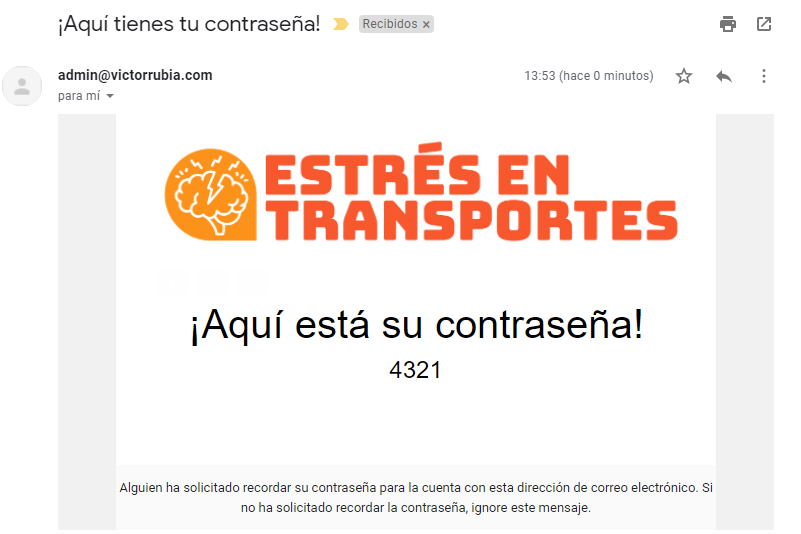 ¡Aquí tienes tu contraseña! Recibidos ×
admin@victorrubia.com 13:53 (hace 0 minutos)
para mí
ESTRÉS EN
TRANSPORTES
¡Aquí está su contraseña!
4321
Alguien ha solicitado recordar su contraseña para la cuenta con esta dirección de correo electrónico. Si
no ha solicitado recordar la contraseña, ignore este mensaje.